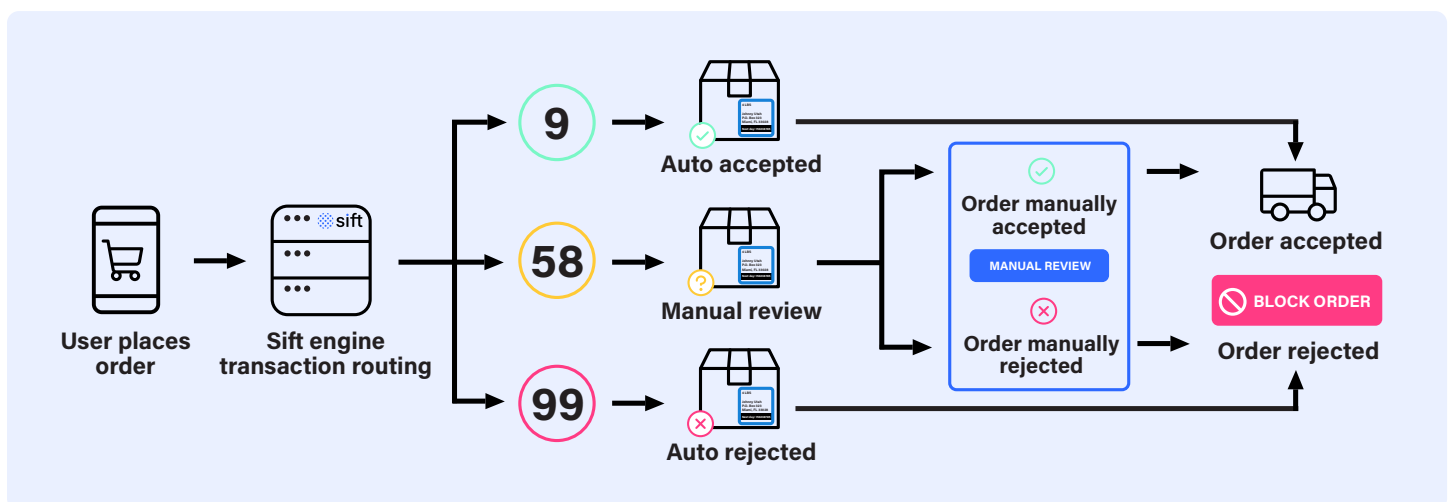 User places
order
sift
Sift engine
transaction routing
9
Auto accepted
58
Manual review
99
Auto rejected
Order manually
accepted
MANUAL REVIEW
Order manually
rejected
Order accepted
BLOCK ORDER
Order rejected